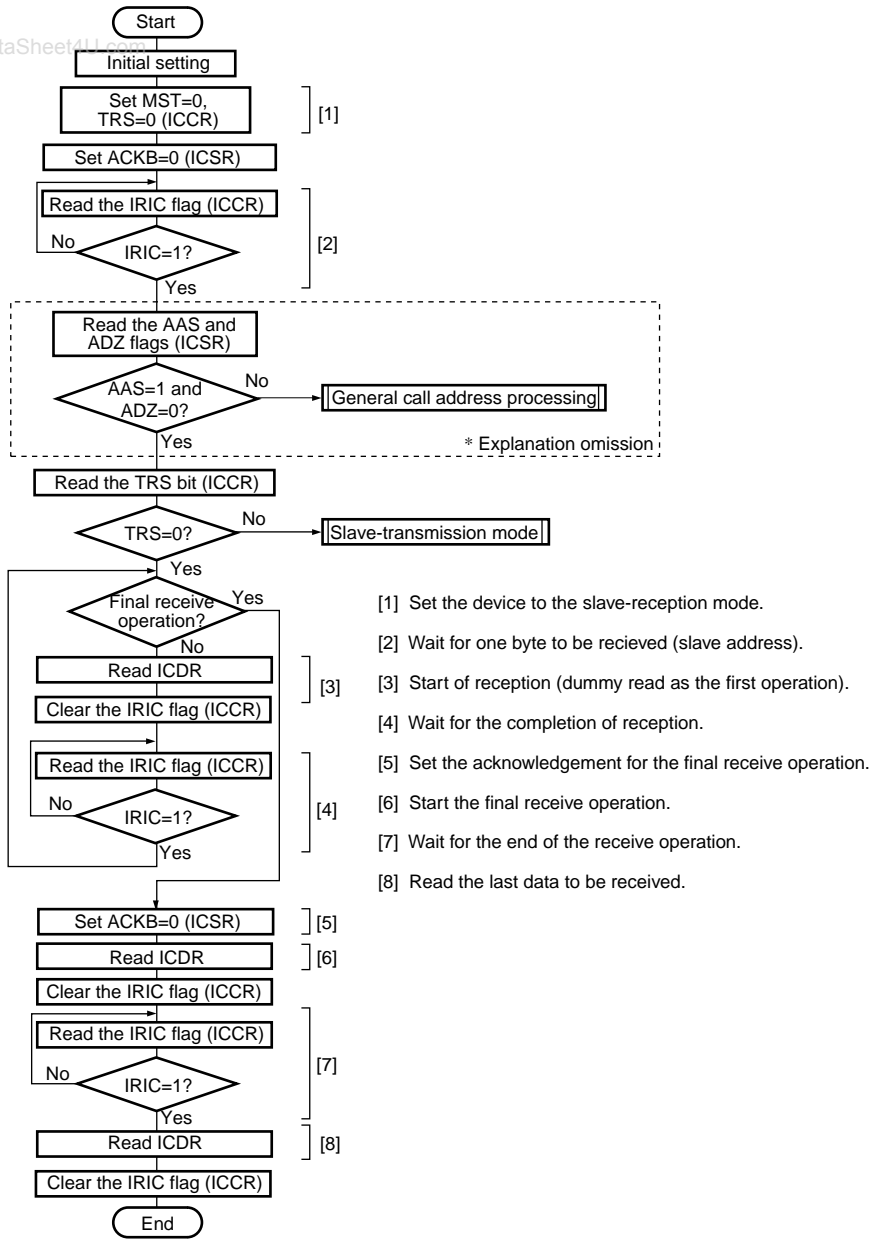 Start
taSheet4U.com
Initial setting
Set MST=0,
TRS=0 (ICCR)
[1]
Set ACKB=0 (ICSR)
Read the IRIC flag (ICCR)
No
IRIC=1?
[2]
Yes
Read the AAS and
ADZ flags (ICSR)
AAS=1 and
ADZ=0?
No
General call address processing
Yes
* Explanation omission
Read the TRS bit (ICCR)
TRS=0?
No
Slave-transmission mode
Yes
Final receive
operation?
Yes
No
Read ICDR
[3]
Clear the IRIC flag (ICCR)
Read the IRIC flag (ICCR)
No
IRIC=1?
[4]
Yes
[1] Set the device to the slave-reception mode.
[2] Wait for one byte to be recieved (slave address).
[3] Start of reception (dummy read as the first operation).
[4] Wait for the completion of reception.
[5] Set the acknowledgement for the final receive operation.
[6] Start the final receive operation.
[7] Wait for the end of the receive operation.
[8] Read the last data to be received.
Set ACKB=0 (ICSR)
[5]
Read ICDR
[6]
Clear the IRIC flag (ICCR)
Read the IRIC flag (ICCR)
No
IRIC=1?
[7]
Yes
Read ICDR
[8]
Clear the IRIC flag (ICCR)
End